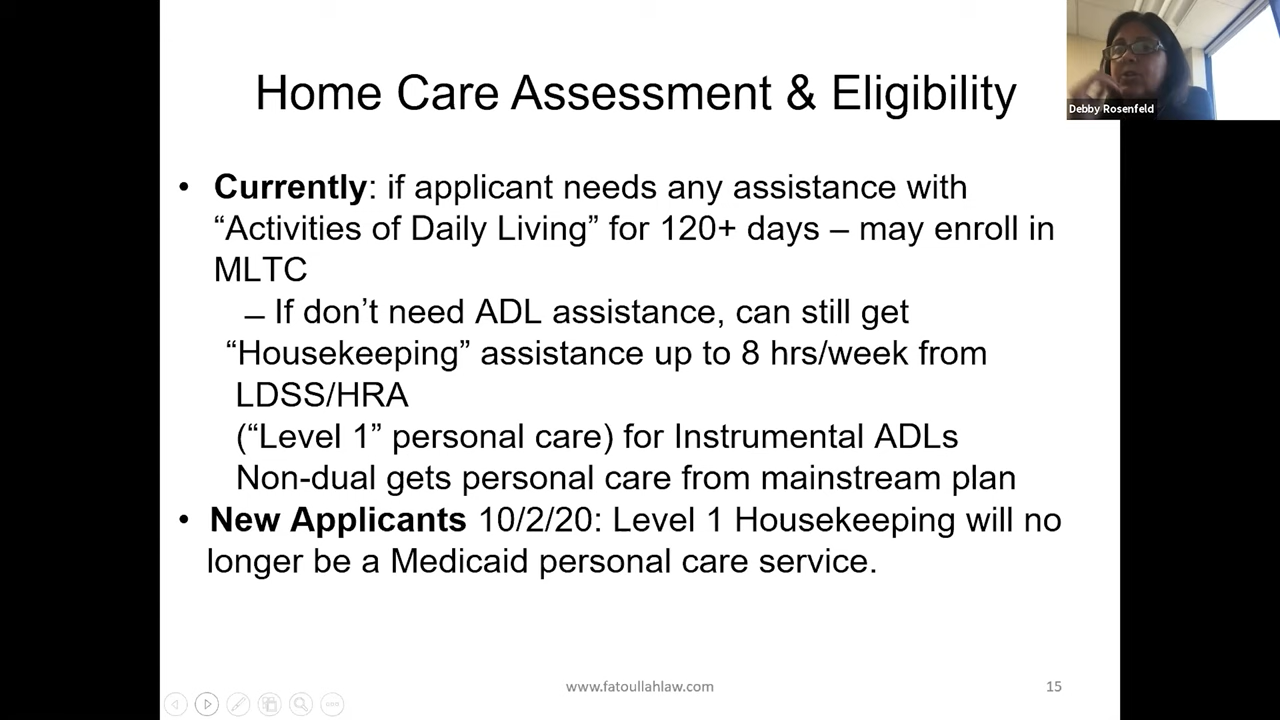 Home Care Assessment & Eligibility
Debby Rosenfeld
• Currently: if applicant needs any assistance with
“Activities of Daily Living” for 120+ days – may enroll in
MLTC
– If don’t need ADL assistance, can still get
“Housekeeping” assistance up to 8 hrs/week from
LDSS/HRA
(“Level 1” personal care) for Instrumental ADLs
Non-dual gets personal care from mainstream plan
• New Applicants 10/2/20: Level 1 Housekeeping will no
longer be a Medicaid personal care service.
www.fatoullahlaw.com
15